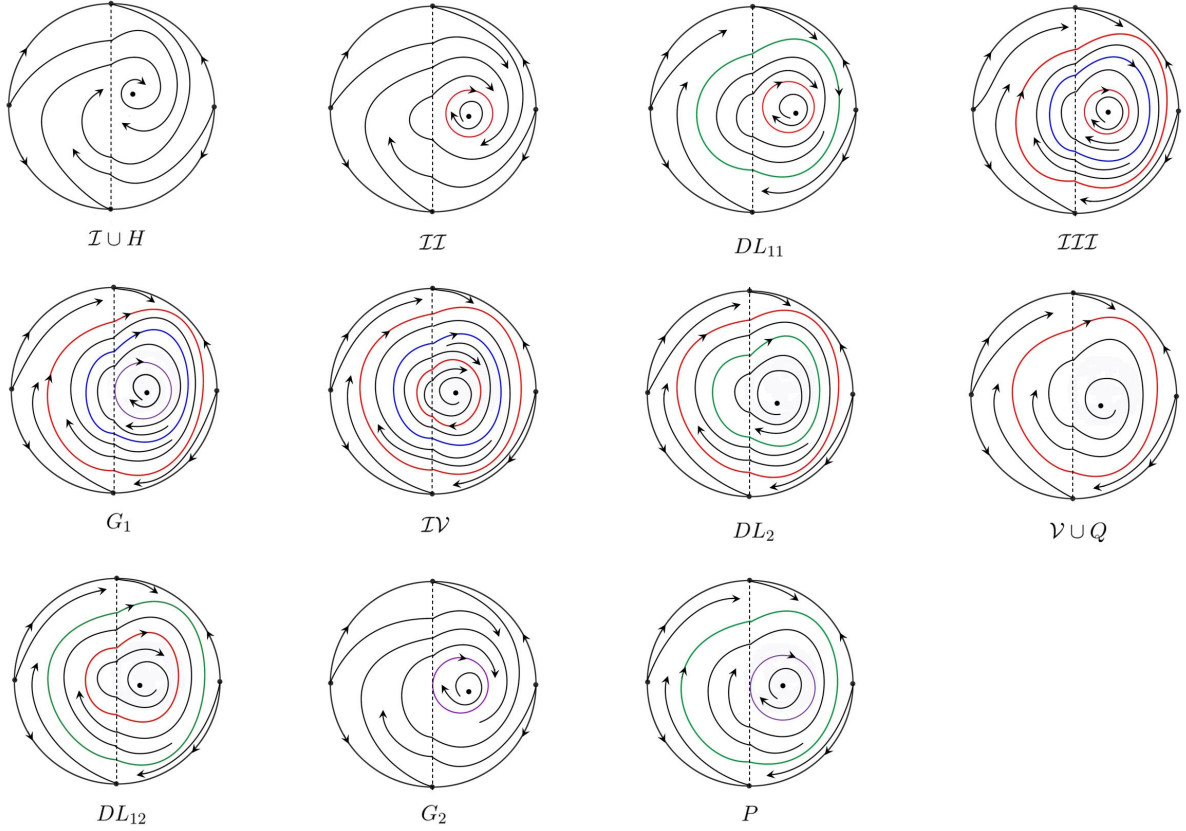 𝓘 ∪ H
𝓘𝓘
DL₁₁
𝓘𝓘𝓘
G₁
𝓘𝓥
DL₂
𝓥 ∪ Q
DL₁₂
G₂
P